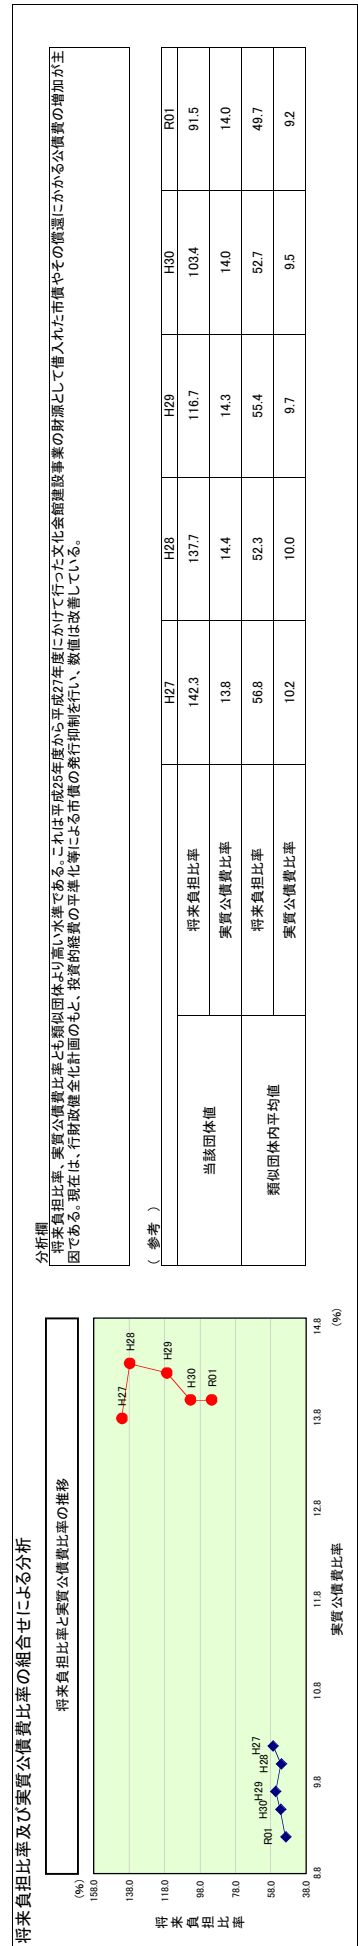 将来負担比率及び実質公債費比率の組合せによる分析
将来負担比率と実質公債費比率の推移
(%)
158.0
138.0
118.0
98.0
78.0
58.0
38.0
将来負担比率
H27
H28
H29
H30
R01
R01
H30
H29
H28
H27
8.8
9.8
10.8
11.8
12.8
13.8
14.8
(%)
実質公債費比率
分析欄
将来負担比率、実質公債費比率とも類似団体より高い水準である。これは平成25年度から平成27年度にかけて行った文化会館建設事業の財源として借入れた市債やその償還にかかる公債費の増加が主
因である。現在は、行財政健全化計画のもと、投資的経費の平準化等による市債の発行抑制を行い、数値は改善している。
( 参考 )
H27 H28 H29 H30 R01
当該団体値 将来負担比率 142.3 137.7 116.7 103.4 91.5
実質公債費比率 13.8 14.4 14.3 14.0 14.0
類似団体内平均値 将来負担比率 56.8 52.3 55.4 52.7 49.7
実質公債費比率 10.2 10.0 9.7 9.5 9.2